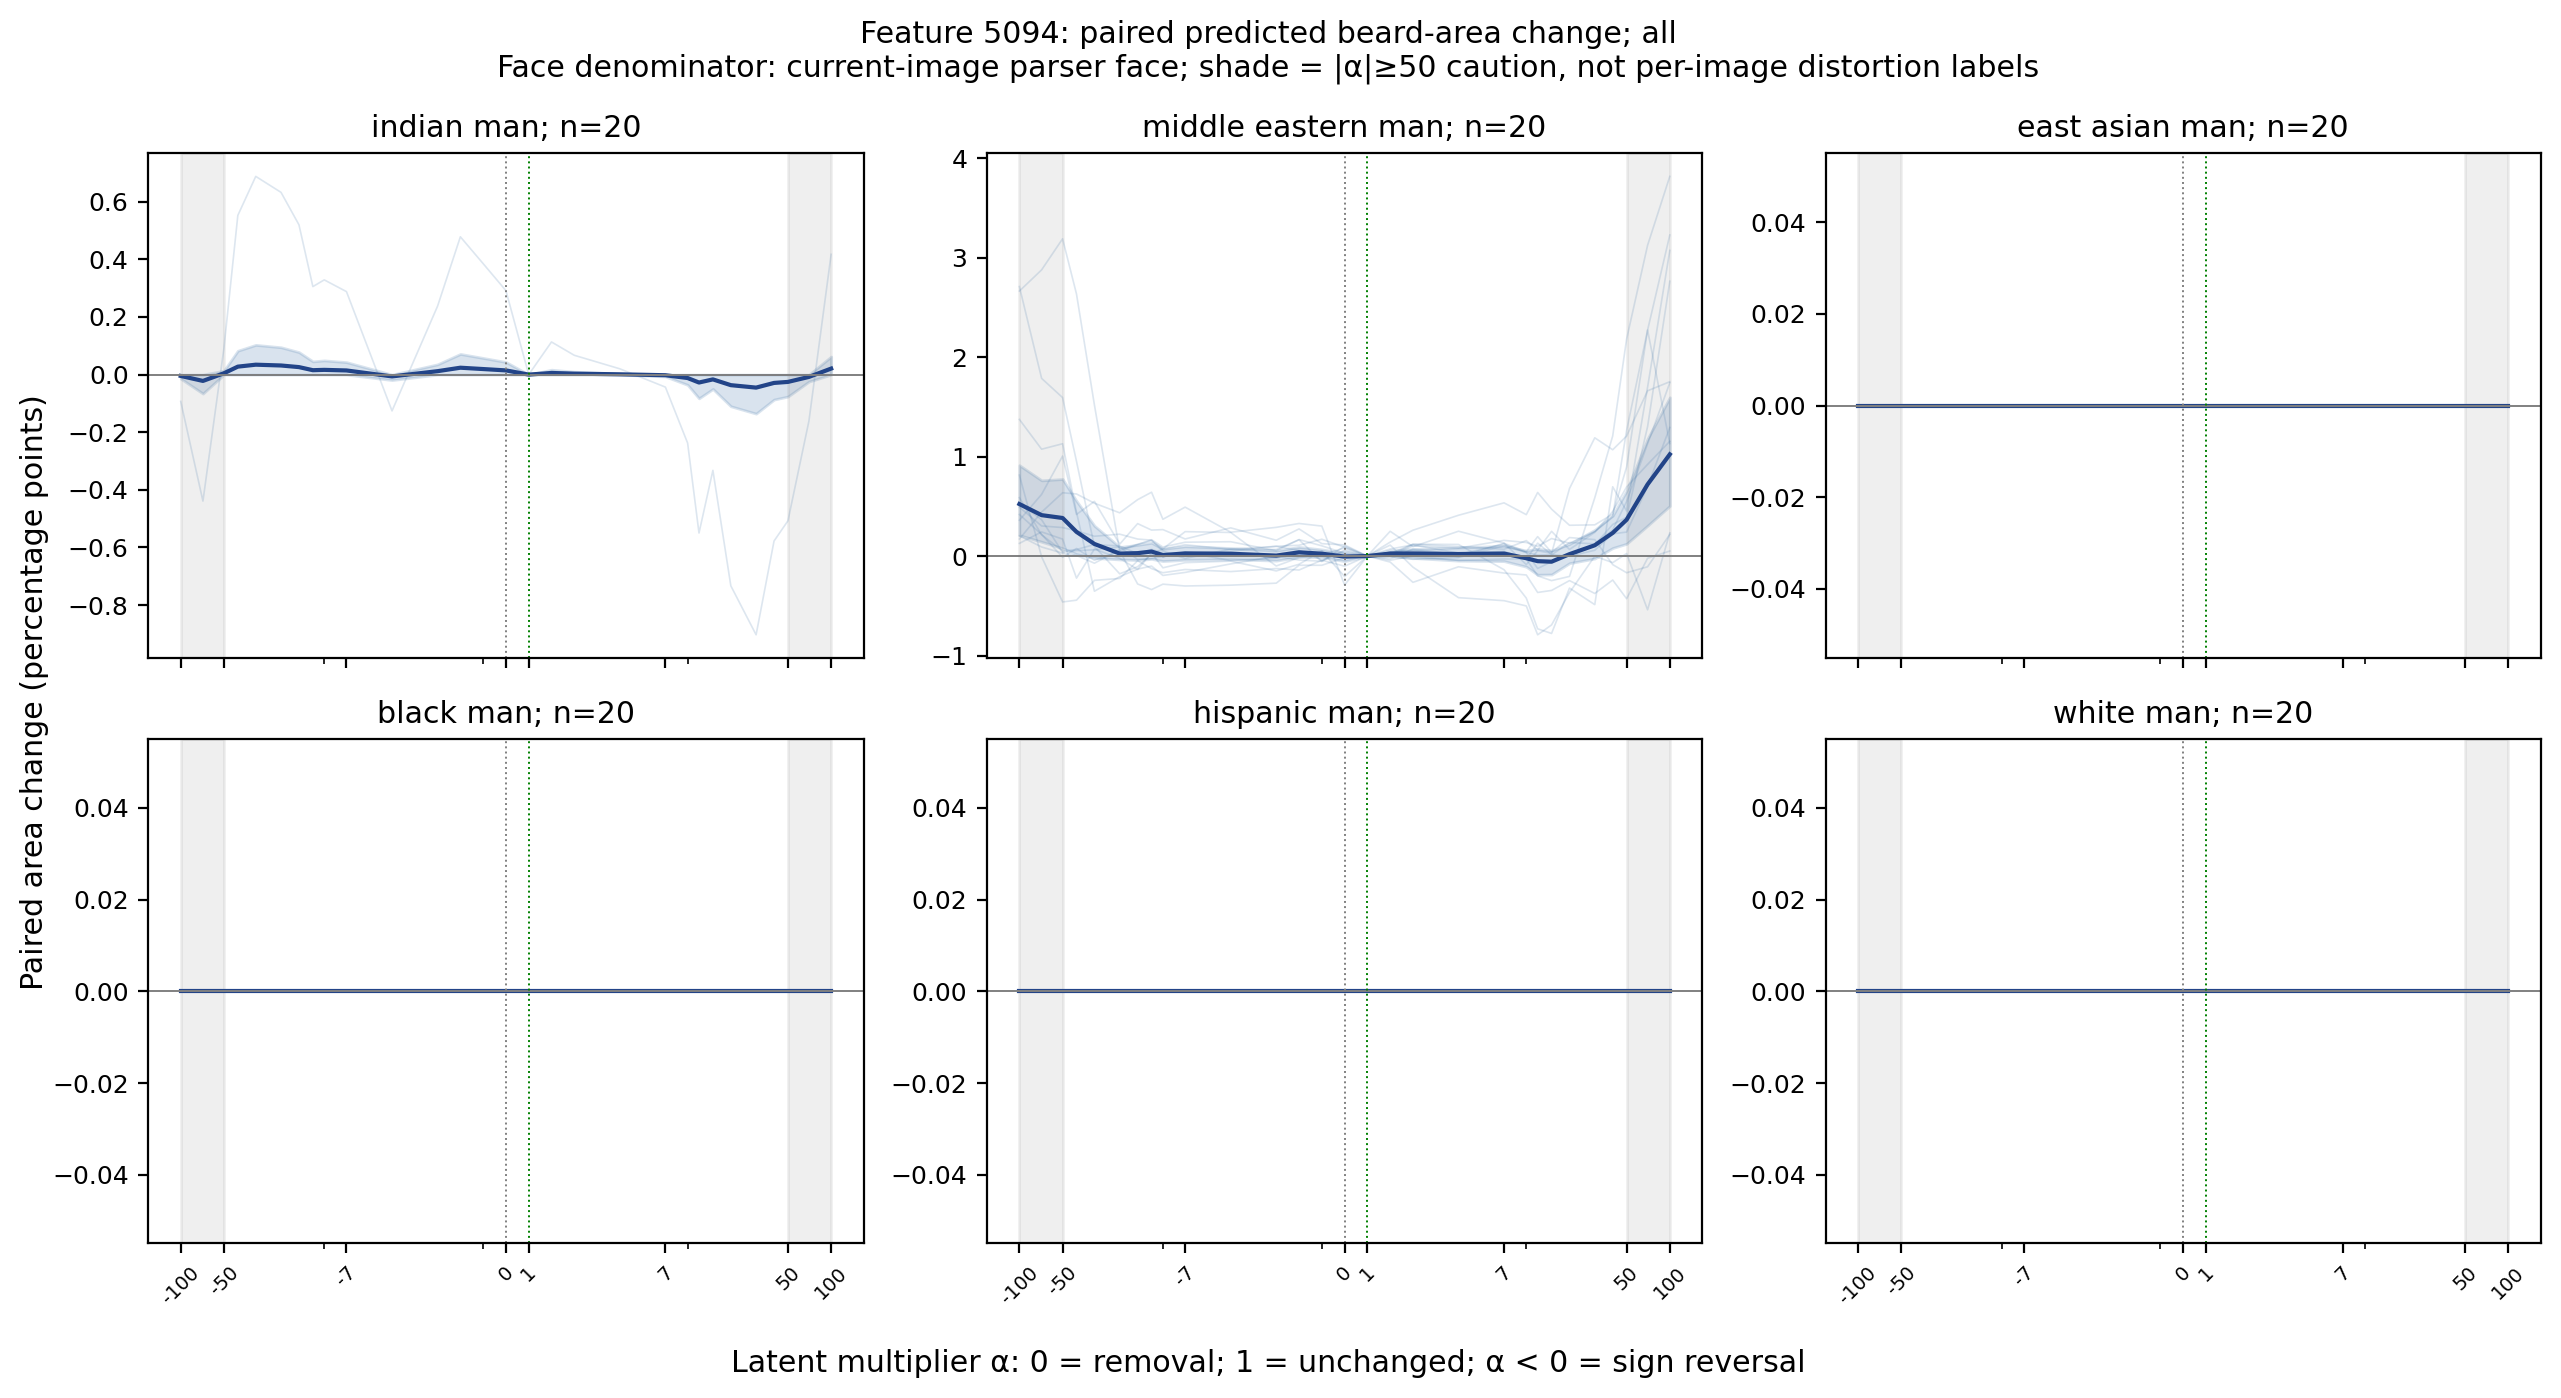 Feature 5094: paired predicted beard-area change; all
Face denominator: current-image parser face; shade = |α|≥50 caution, not per-image distortion labels
Paired area change (percentage points)
indian man; n=20
0.6
0.4
0.2
0.0
−0.2
−0.4
−0.6
−0.8
middle eastern man; n=20
4
3
2
1
0
−1
east asian man; n=20
0.04
0.02
0.00
−0.02
−0.04
black man; n=20
0.04
0.02
0.00
−0.02
−0.04
-100 -50 -7 0 1 7 50 100
hispanic man; n=20
0.04
0.02
0.00
−0.02
−0.04
-100 -50 -7 0 1 7 50 100
white man; n=20
0.04
0.02
0.00
−0.02
−0.04
-100 -50 -7 0 1 7 50 100
Latent multiplier α: 0 = removal; 1 = unchanged; α < 0 = sign reversal